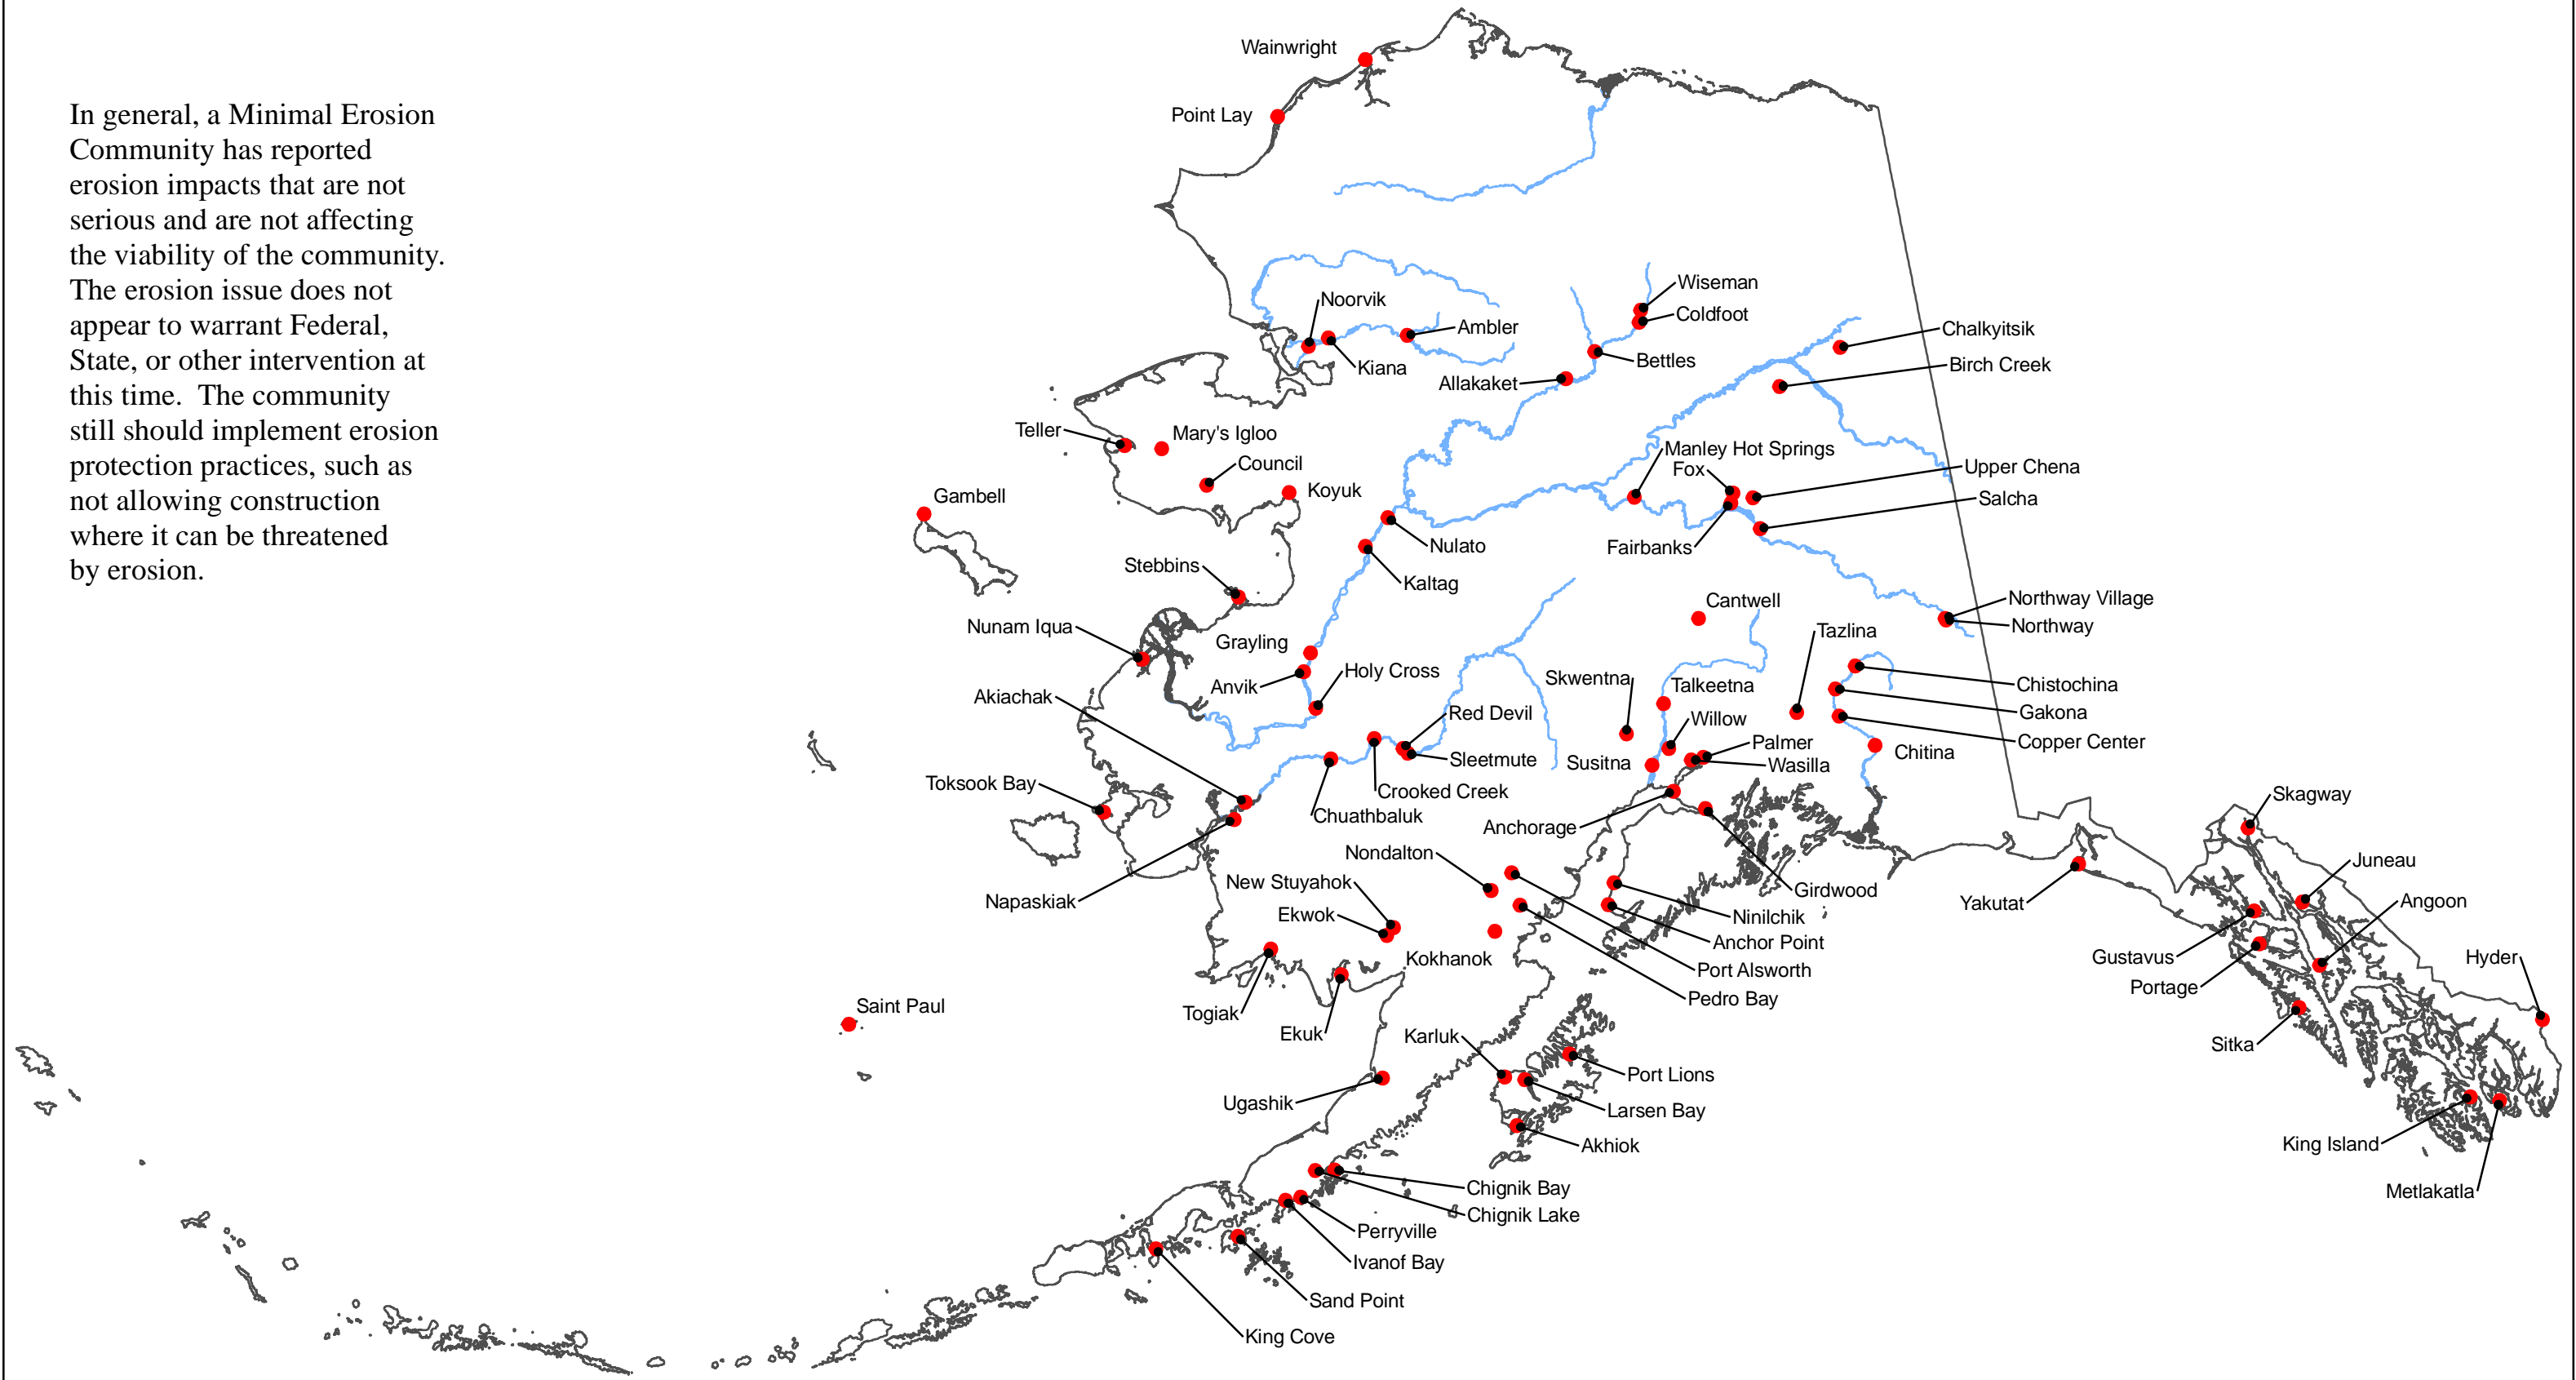 In general, a Minimal Erosion
Community has reported
erosion impacts that are not
serious and are not affecting
the viability of the community.
The erosion issue does not
appear to warrant Federal,
State, or other intervention at
this time.  The community
still should implement erosion
protection practices, such as
not allowing construction
where it can be threatened
by erosion.
Wainwright
Point Lay
Wiseman
Noorvik
Coldfoot
Ambler
Chalkyitsik
Bettles
Birch Creek
Kiana
Allakaket
Teller
Mary's Igloo
Manley Hot Springs
Council
Fox
Upper Chena
Koyuk
Gambell
Salcha
Nulato
Fairbanks
Stebbins
Kaltag
Northway Village
Cantwell
Nunam Iqua
Northway
Tazlina
Grayling
Holy Cross
Skwentna
Talkeetna
Chistochina
Anvik
Akiachak
Red Devil
Gakona
Willow
Palmer
Copper Center
Chitina
Sleetmute
Susitna
Wasilla
Toksook Bay
Crooked Creek
Skagway
Chuathbaluk
Anchorage
Nondalton
Juneau
New Stuyahok
Girdwood
Napaskiak
Yakutat
Angoon
Ekwok
Ninilchik
Anchor Point
Kokhanok
Gustavus
Hyder
Port Alsworth
Portage
Pedro Bay
Saint Paul
Togiak
Ekuk
Karluk
Sitka
Port Lions
Ugashik
Larsen Bay
Akhiok
King Island
Chignik Bay
Metlakatla
Chignik Lake
Perryville
Ivanof Bay
Sand Point
King Cove